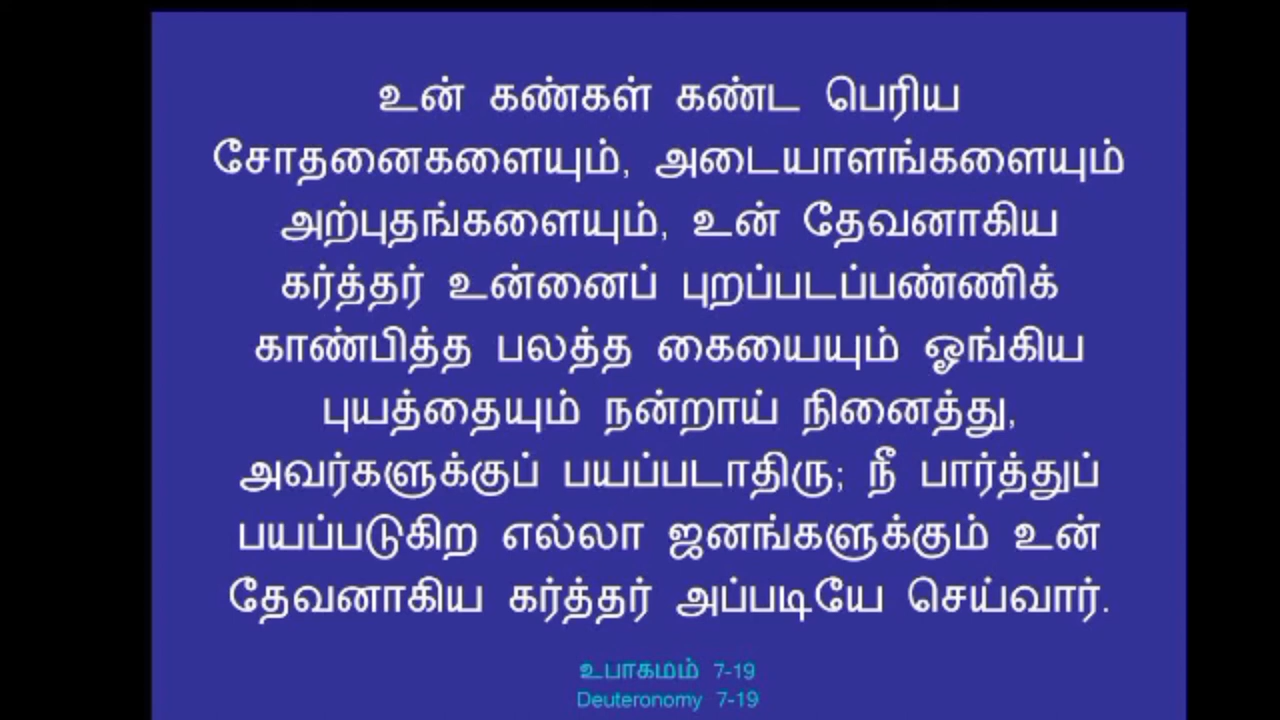 உன் கண்கள் கண்ட பெரிய
சோதனைகளையும், அடையாளங்களையும்
அற்புதங்களையும், உன் தேவனாகிய
கர்த்தர் உன்னைப் புறப்படப்பண்ணிக்
காண்பித்த பலத்த கையையும் ஓங்கிய
புயத்தையும் நன்றாய் நினைத்து,
அவர்களுக்குப் பயப்படாதிரு; நீ பார்த்துப்
பயப்படுகிற எல்லா ஜனங்களுக்கும் உன்
தேவனாகிய கர்த்தர் அப்படியே செய்வார்.
உபாகமம் 7-19
Deuteronomy 7-19